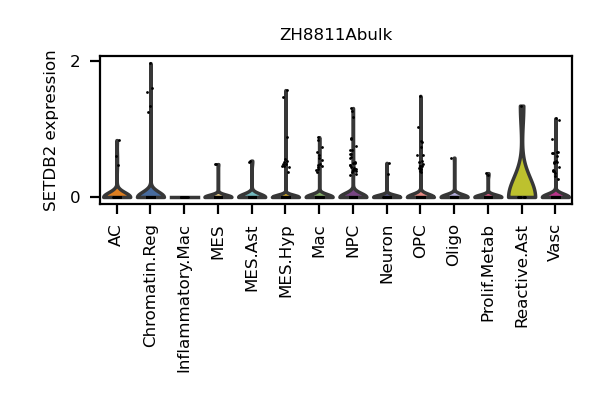 ZH8811Abulk
SETDB2 expression
2
0
AC
Chromatin.Reg
Inflammatory.Mac
MES
MES.Ast
MES.Hyp
Mac
NPC
Neuron
OPC
Oligo
Prolif.Metab
Reactive.Ast
Vasc